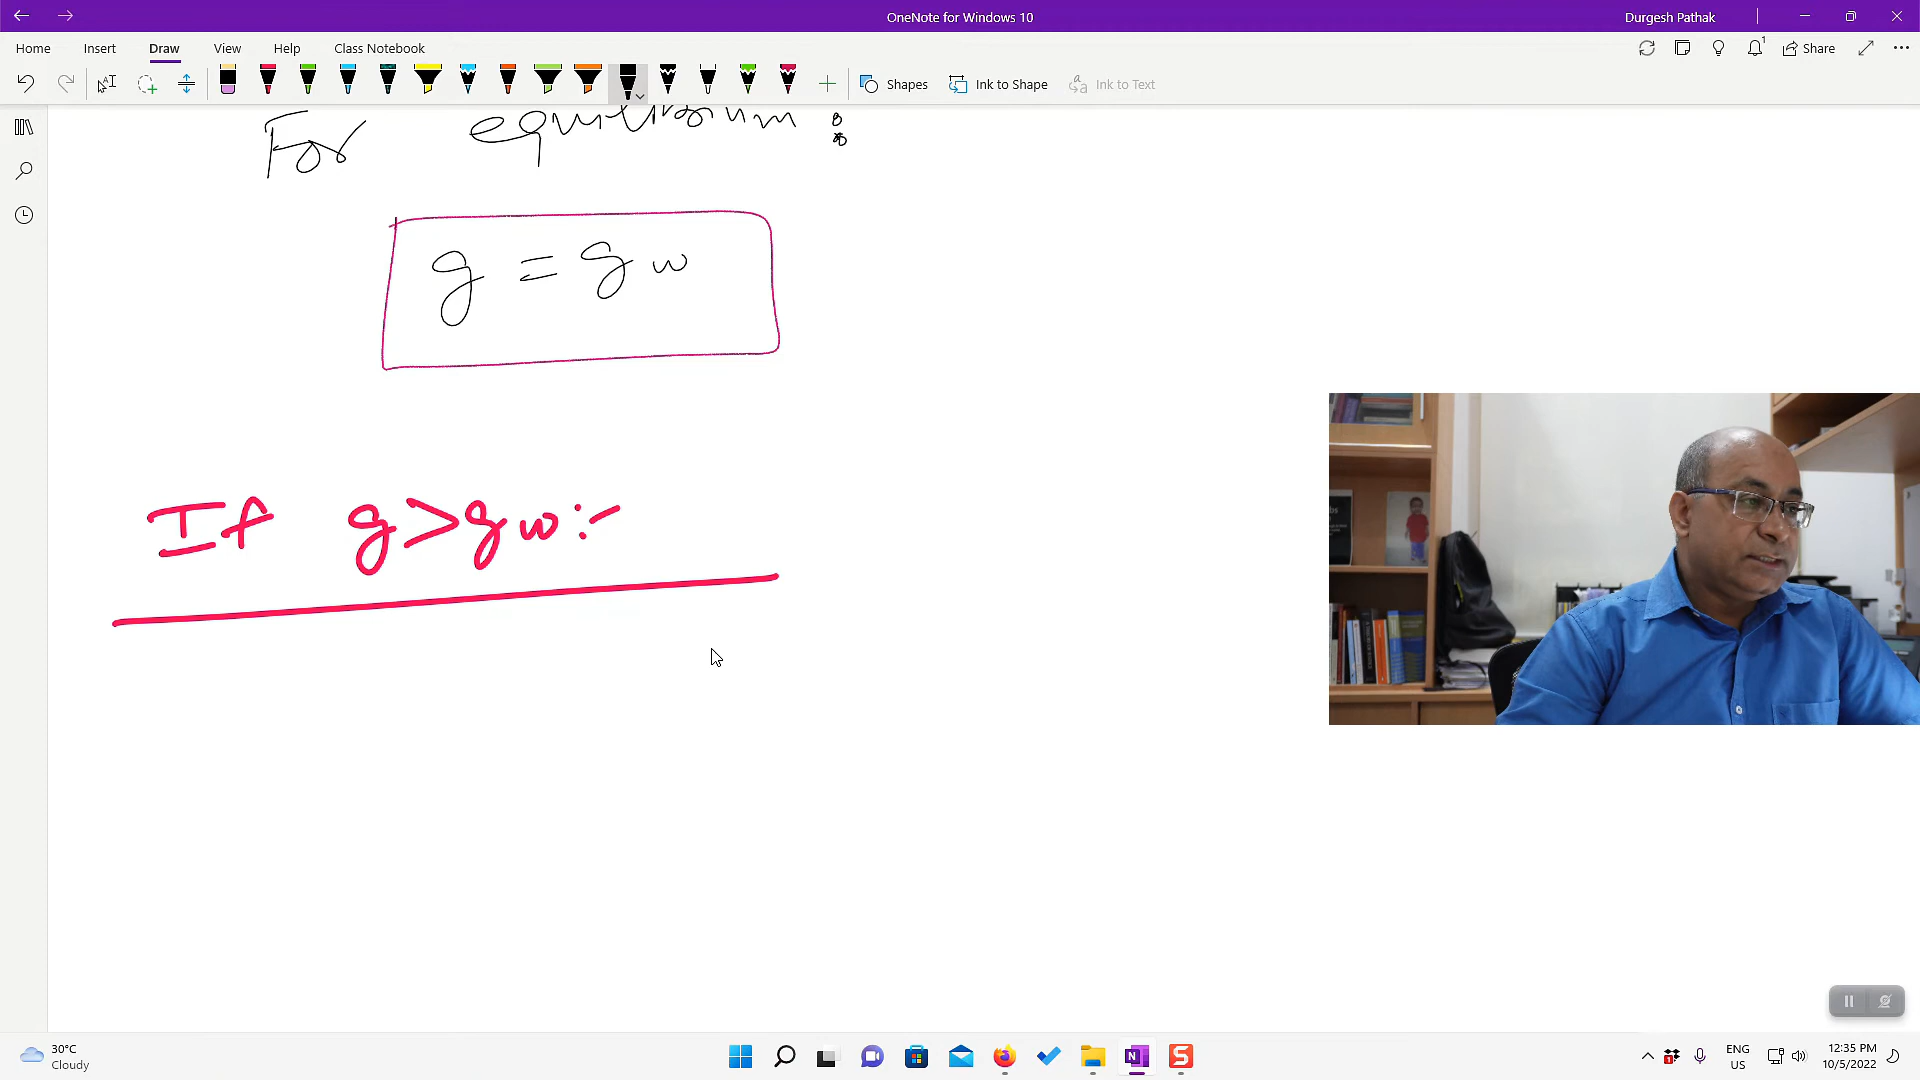 OneNote for Windows 10
Durgesh Pathak
Home Insert Draw View Help Class Notebook
1
Share
Shapes Ink to Shape Ink to Text
For equilibrium :
g = gw
If g>gw:-
30°C
Cloudy
ENG
US
12:35 PM
10/5/2022